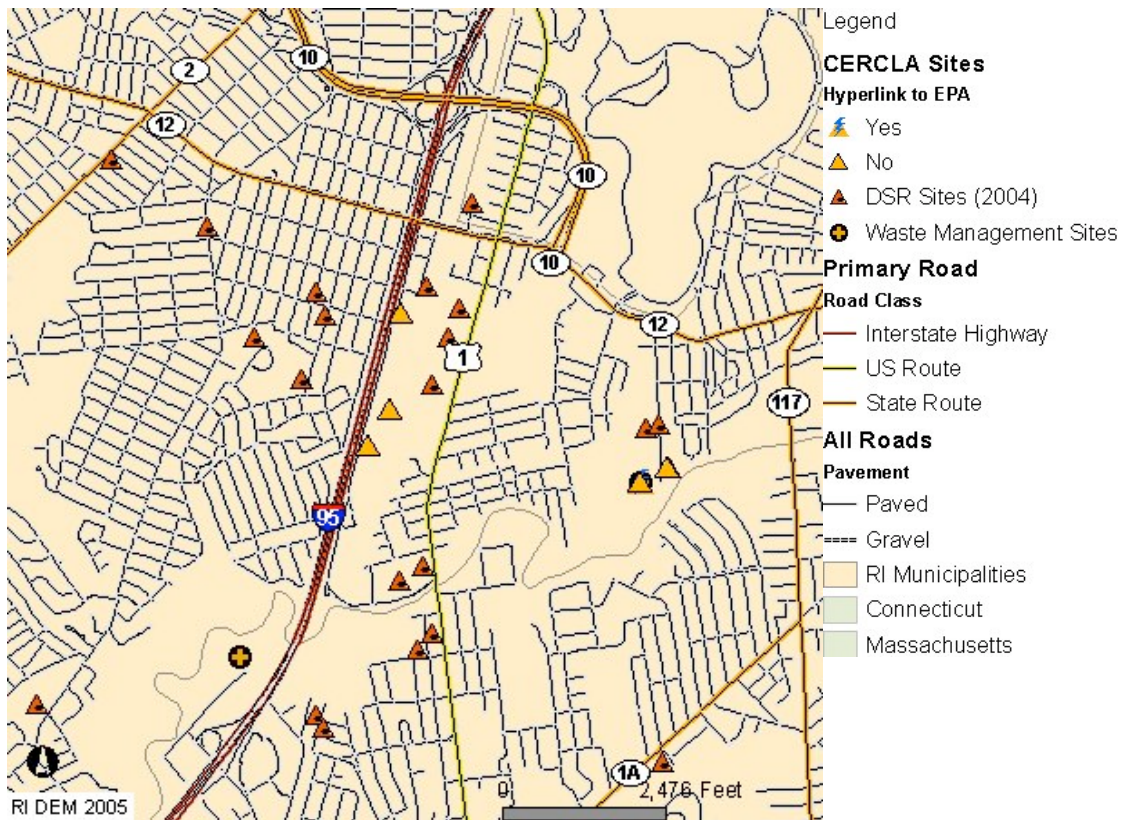 10
2
12
10
10
12
1
117
95
1A
0 2,476 Feet
RI DEM 2005
Legend
CERCLA Sites
Hyperlink to EPA
Yes
No
DSR Sites (2004)
Waste Management Sites
Primary Road
Road Class
Interstate Highway
US Route
State Route
All Roads
Pavement
Paved
Gravel
RI Municipalities
Connecticut
Massachusetts